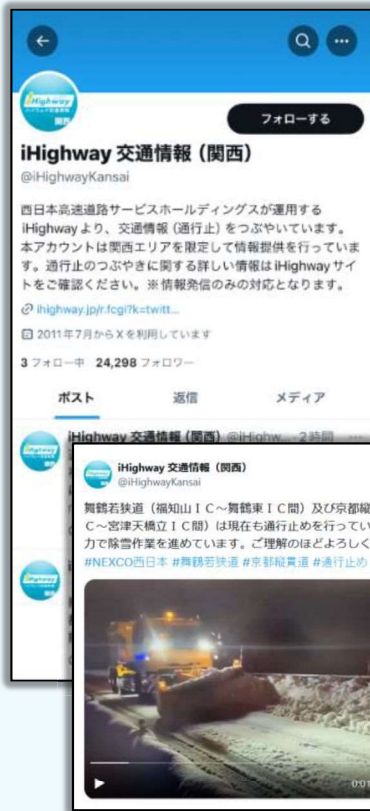 iHighway
関西
フォローする
iHighway 交通情報（関西）
@iHighwayKansai
西日本高速道路サービスホールディングスが運用する
iHighwayより、交通情報（通行止）をつぶやいています。
本アカウントは関西エリアを限定して情報提供を行っていま
す。通行止のつぶやきに関する詳しい情報はiHighwayサイ
トをご確認ください。※情報発信のみの対応となります。
ihighway.jp/r.fcgi?k=twitt...
2011年7月からXを利用しています
3 フォロー中 24,298 フォロワー
ポスト 返信 メディア
iHighway 交通情報（関西） @iHighw... · 2時間
iHighway 交通情報（関西）
@iHighwayKansai
舞鶴若狭道（福知山ＩＣ～舞鶴東ＩＣ間）及び京都縦
Ｃ～宮津天橋立ＩＣ間）は現在も通行止めを行ってい
力で除雪作業を進めています。ご理解のほどよろしく
#NEXCO西日本 #舞鶴若狭道 #京都縦貫道 #通行止め
0:01